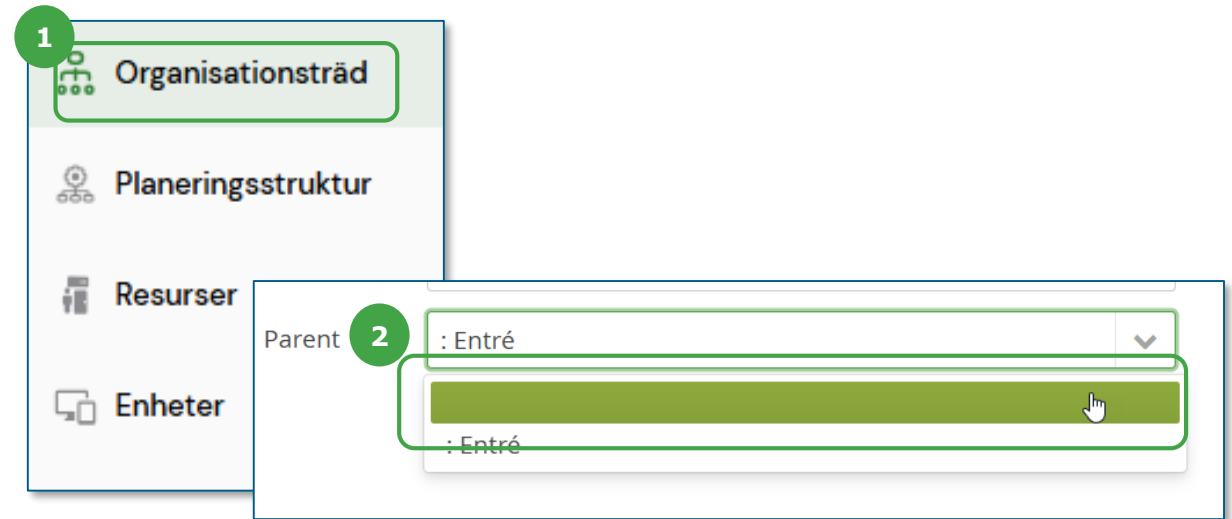 1
Organisationsträd
Planeringsstruktur
Resurser
Enheter
Parent 2 : Entré
: Entré